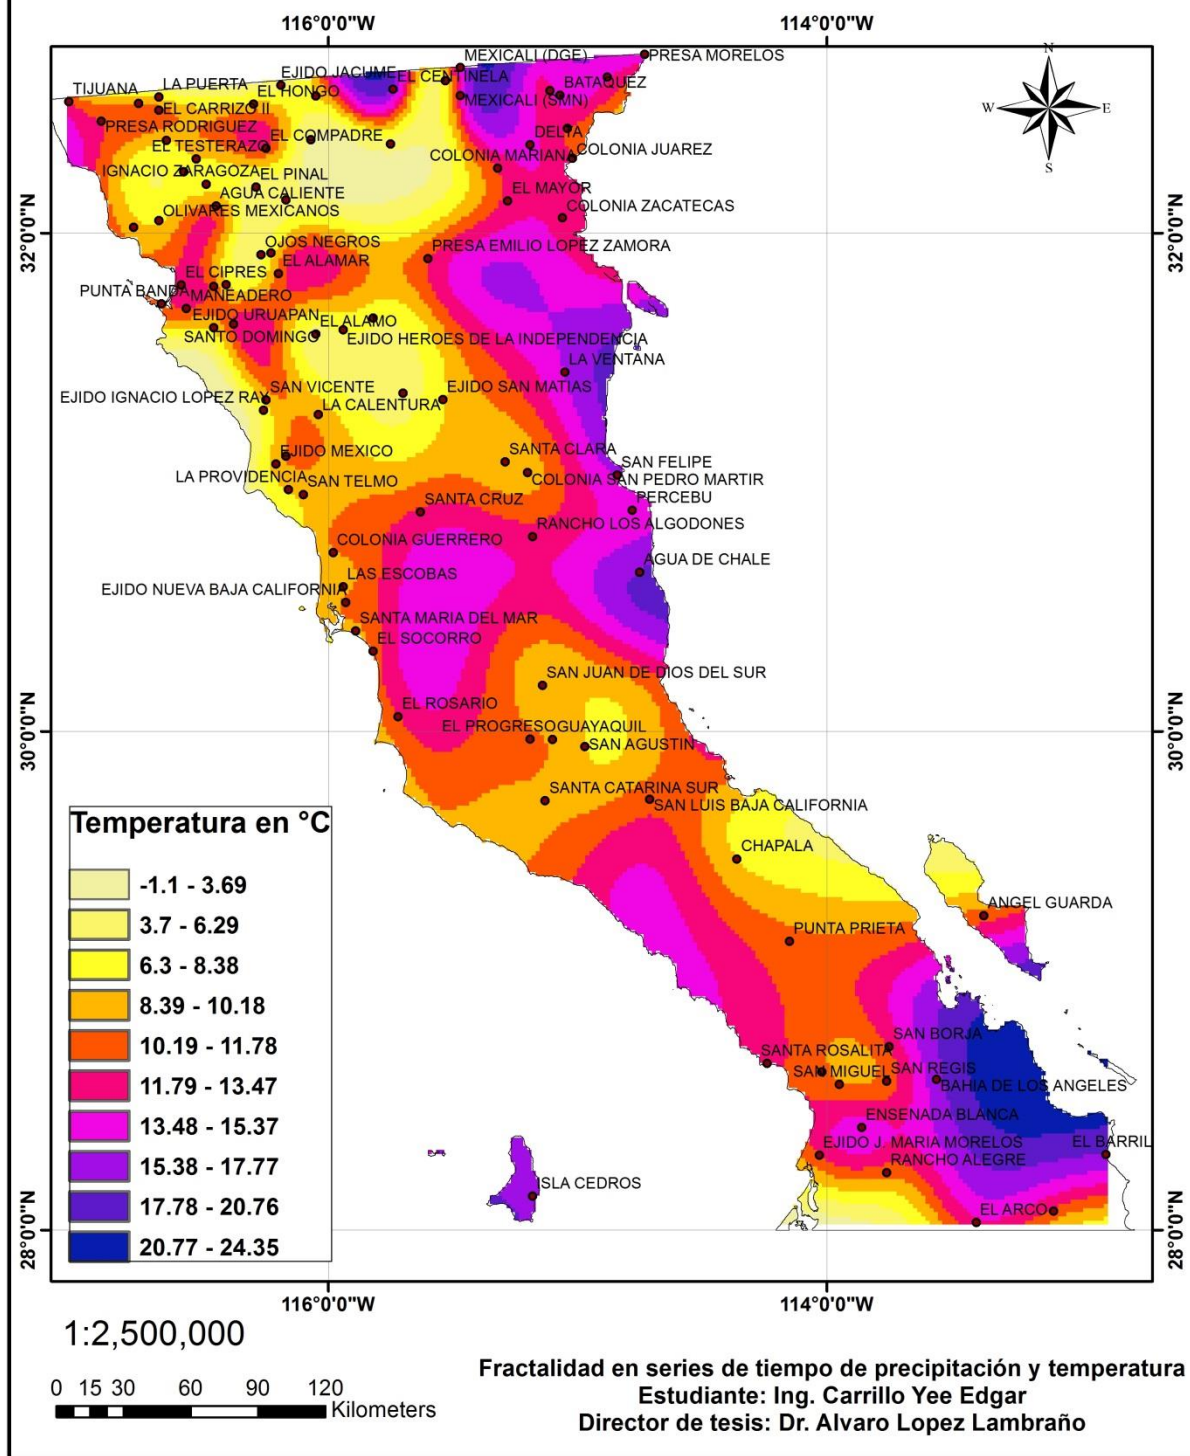 116°0'0"W 114°0'0"W
MEXICALI (DGE) PRESA MORELOS
TIJUANA LA PUERTA EJIDO JACUME EL CENTINELA BATAQUEZ
EL HONGO
EL CARRIZO II MEXICALI (SMN)
PRESA RODRIGUEZ EL COMPADRE DELTA
EL TESTERAZO COLONIA MARIANA COLONIA JUAREZ
IGNACIO ZARAGOZA EL PINAL
AGUA CALIENTE EL MAYOR
OLIVARES MEXICANOS COLONIA ZACATECAS
N
W E
S
32°0'0"N 32°0'0"N
OJOS NEGROS PRESA EMILIO LOPEZ ZAMORA
EL CIPRES EL ALAMAR
PUNTA BANDA MANEADERO
EJIDO URUAPAN EL ALAMO
SANTO DOMINGO EJIDO HEROES DE LA INDEPENDENCIA
LA VENTANA
SAN VICENTE EJIDO SAN MATIAS
EJIDO IGNACIO LOPEZ RAY LA CALENTURA
EJIDO MEXICO SANTA CLARA
SAN FELIPE
LA PROVIDENCIA SAN TELMO COLONIA SAN PEDRO MARTIR
SANTA CRUZ PERCEBU
RANCHO LOS ALGODONES
COLONIA GUERRERO
AGUA DE CHALE
LAS ESCOBAS
EJIDO NUEVA BAJA CALIFORNIA
SANTA MARIA DEL MAR
EL SOCORRO
SAN JUAN DE DIOS DEL SUR
EL ROSARIO
EL PROGRESO GUAYAQUIL
30°0'0"N 30°0'0"N
SAN AGUSTIN
SANTA CATARINA SUR
SAN LUIS BAJA CALIFORNIA
CHAPALA
ANGEL GUARDA
PUNTA PRIETA
SAN BORJA
SANTA ROSALITA
SAN MIGUEL SAN REGIS
BAHIA DE LOS ANGELES
ENSENADA BLANCA
EJIDO J. MARIA MORELOS EL BARRIL
RANCHO ALEGRE
ISLA CEDROS
EL ARCO
28°0'0"N 28°0'0"N
Temperatura en °C
-1.1 - 3.69
3.7 - 6.29
6.3 - 8.38
8.39 - 10.18
10.19 - 11.78
11.79 - 13.47
13.48 - 15.37
15.38 - 17.77
17.78 - 20.76
20.77 - 24.35
116°0'0"W 114°0'0"W
1:2,500,000
0 15 30 60 90 120
Kilometers
Fractalidad en series de tiempo de precipitación y temperatura
Estudiante: Ing. Carrillo Yee Edgar
Director de tesis: Dr. Alvaro Lopez Lambraño